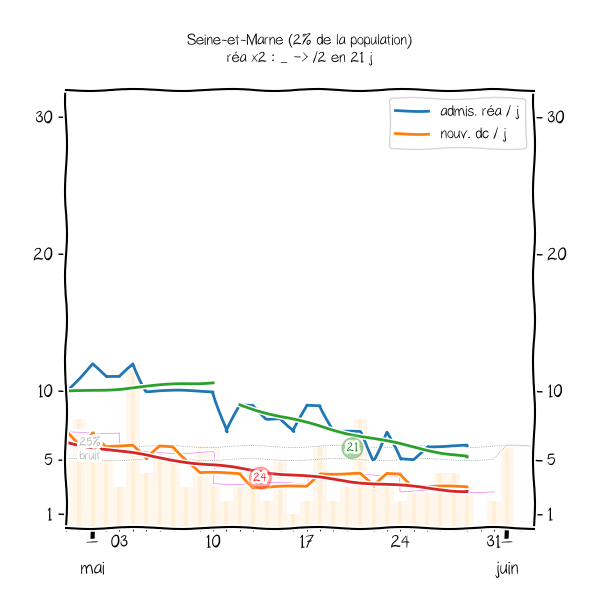 Seine-et-Marne (2% de la population)
réa x2 : _ -> /2 en 21 j
admis. réa / j
nouv. dc / j
30 30
20 20
10 10
5 5
1 1
25%
bruit
21
24
03 10 17 24 31
mai juin